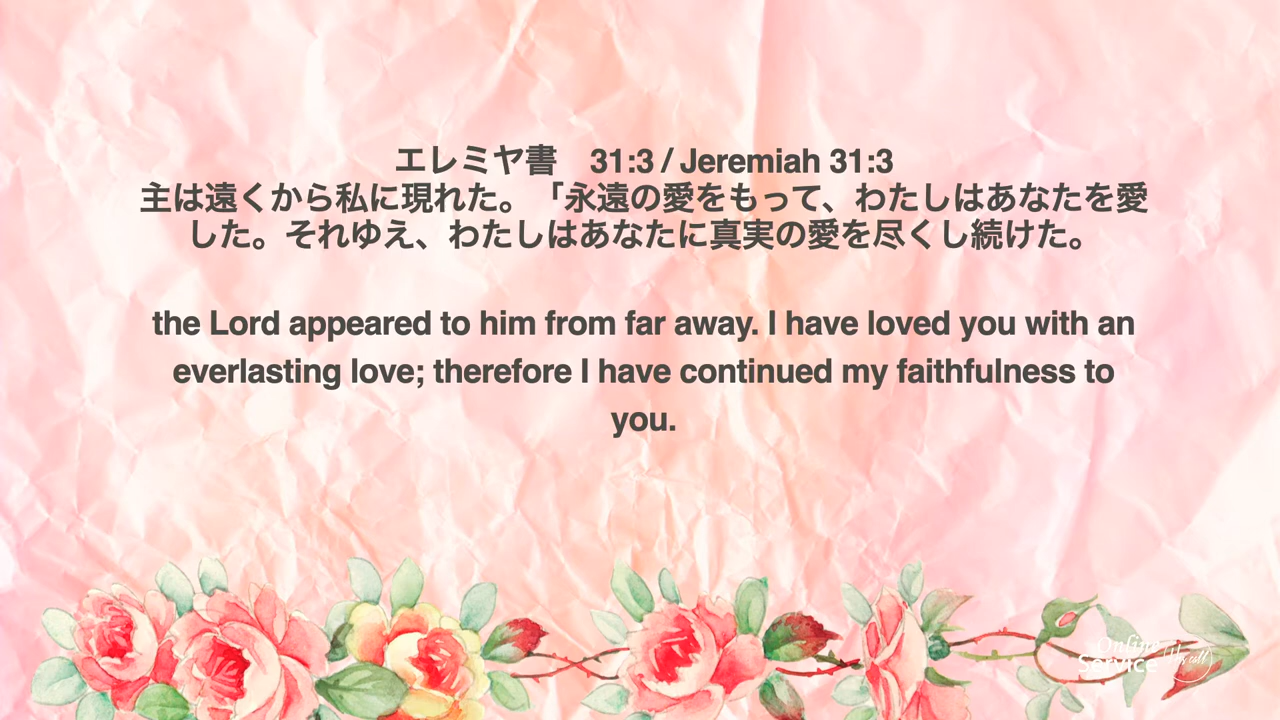 エレミヤ書　31:3 / Jeremiah 31:3
主は遠くから私に現れた。「永遠の愛をもって、わたしはあなたを愛
した。それゆえ、わたしはあなたに真実の愛を尽くし続けた。
the Lord appeared to him from far away. I have loved you with an
everlasting love; therefore I have continued my faithfulness to
you.
Online
Service